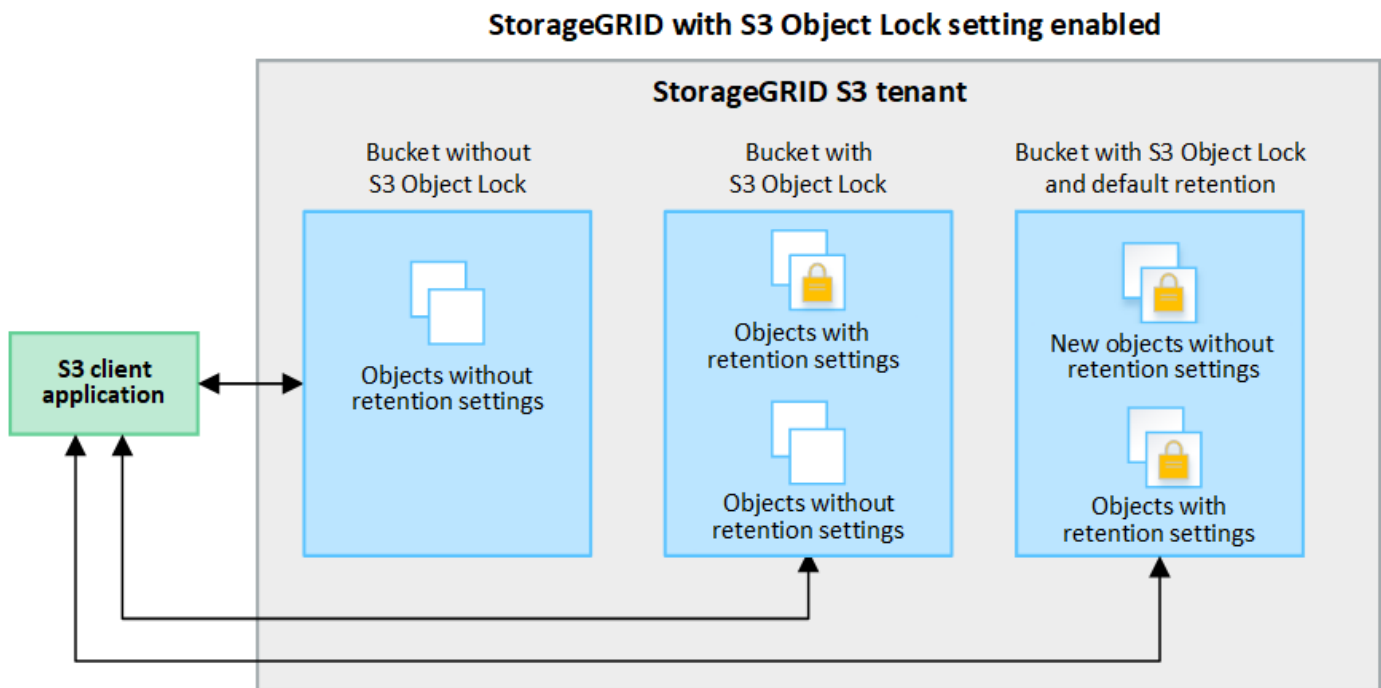 StorageGRID with S3 Object Lock setting enabled
StorageGRID S3 tenant
Bucket without
S3 Object Lock
Objects without
retention settings
Bucket with
S3 Object Lock
Objects with
retention settings
Objects without
retention settings
Bucket with S3 Object Lock
and default retention
New objects without
retention settings
Objects with
retention settings
S3 client
application